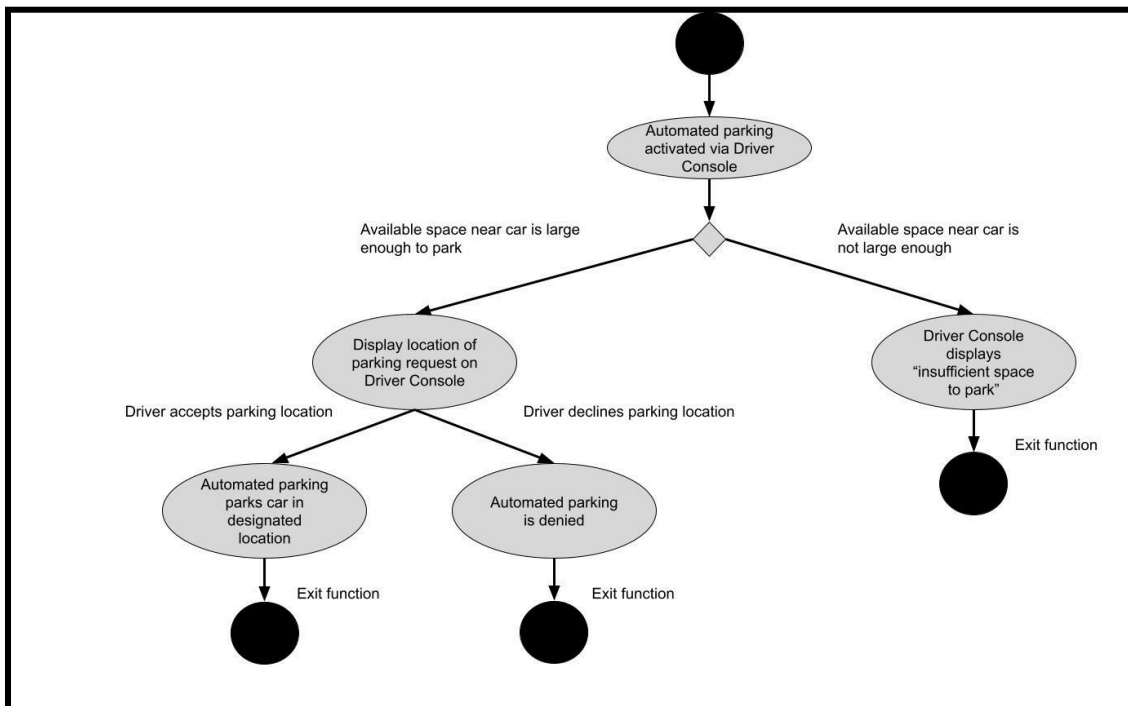 Automated parking
activated via Driver
Console
Available space near car is large
enough to park
Available space near car is
not large enough
Display location of
parking request on
Driver Console
Driver Console
displays
“insufficient space
to park”
Driver accepts parking location
Driver declines parking location
Exit function
Automated parking
parks car in
designated
location
Automated parking
is denied
Exit function
Exit function